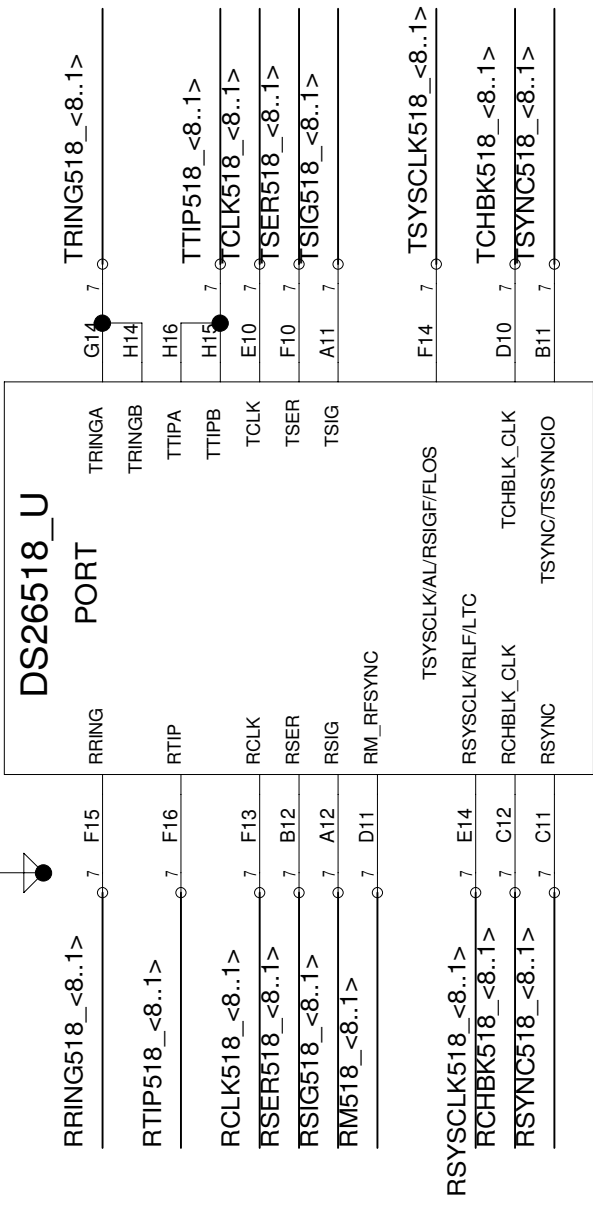 DS26518_U
PORT
RRING518_<8..1> 7 F15 RRING
RTIP518_<8..1> 7 F16 RTIP
RCLK518_<8..1> 7 F13 RCLK
RSER518_<8..1> 7 B12 RSER
RSIG518_<8..1> 7 A12 RSIG
RM518_<8..1> 7 D11 RM_RFSYNC
RSYSCLK518_<8..1> 7 E14 RSYSCLK/RLF/LTC
RCHBK518_<8..1> 7 C12 RCHBLK_CLK
RSYNC518_<8..1> 7 C11 RSYNC
TRINGA G14 7 TRING518_<8..1>
TRINGB H14
TTIPA H16
TTIPB H15 7 TTIP518_<8..1>
TCLK E10 7 TCLK518_<8..1>
TSER F10 7 TSER518_<8..1>
TSIG A11 7 TSIG518_<8..1>
TSYSCLK/AL/RSIGF/FLOS F14 7 TSYSCLK518_<8..1>
TCHBLK_CLK D10 7 TCHBK518_<8..1>
TSYNC/TSSYNCIO B11 7 TSYNC518_<8..1>